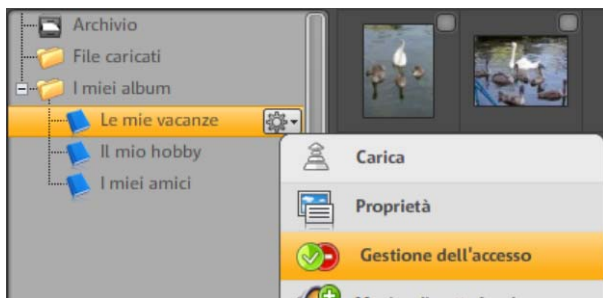 Archivio
File caricati
I miei album
Le mie vacanze
Il mio hobby
I miei amici
Carica
Proprietà
Gestione dell'accesso